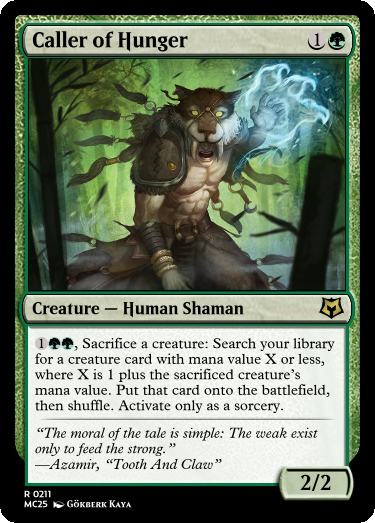 Caller of Hunger 1
Creature — Human Shaman
1, Sacrifice a creature: Search your library
for a creature card with mana value X or less,
where X is 1 plus the sacrificed creature's
mana value. Put that card onto the battlefield,
then shuffle. Activate only as a sorcery.
"The moral of the tale is simple: The weak exist
only to feed the strong."
—Azamir, "Tooth And Claw"
2/2
R 0211
MC25 Gökberk Kaya